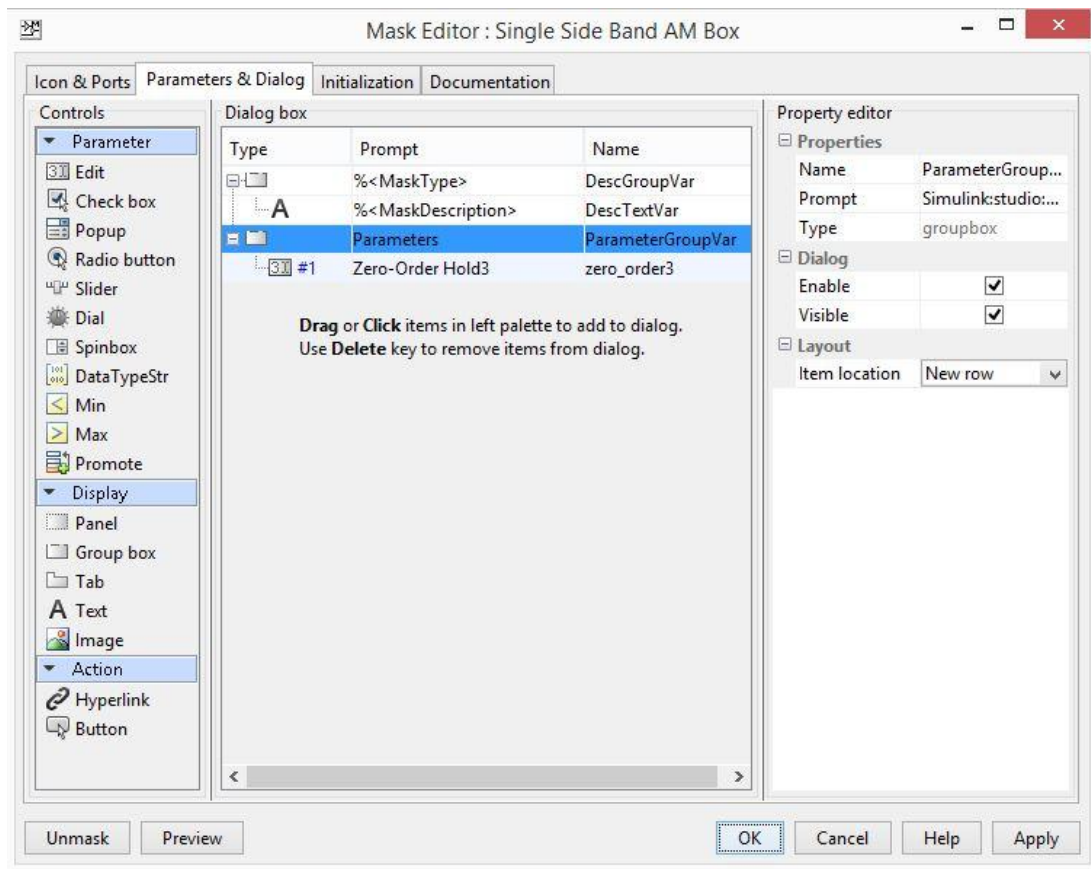 Mask Editor : Single Side Band AM Box
Icon & Ports Parameters & Dialog Initialization Documentation
Controls
Parameter
Edit
Check box
Popup
Radio button
Slider
Dial
Spinbox
DataTypeStr
Min
Max
Promote
Display
Panel
Group box
Tab
A Text
Image
Action
Hyperlink
Button
Dialog box
Type Prompt Name
%<MaskType> DescGroupVar
A %<MaskDescription> DescTextVar
Parameters ParameterGroupVar
#1 Zero-Order Hold3 zero_order3
Drag or Click items in left palette to add to dialog.
Use Delete key to remove items from dialog.
Property editor
Properties
Name ParameterGroup...
Prompt Simulink:studio:...
Type groupbox
Dialog
Enable
Visible
Layout
Item location New row
Unmask Preview OK Cancel Help Apply